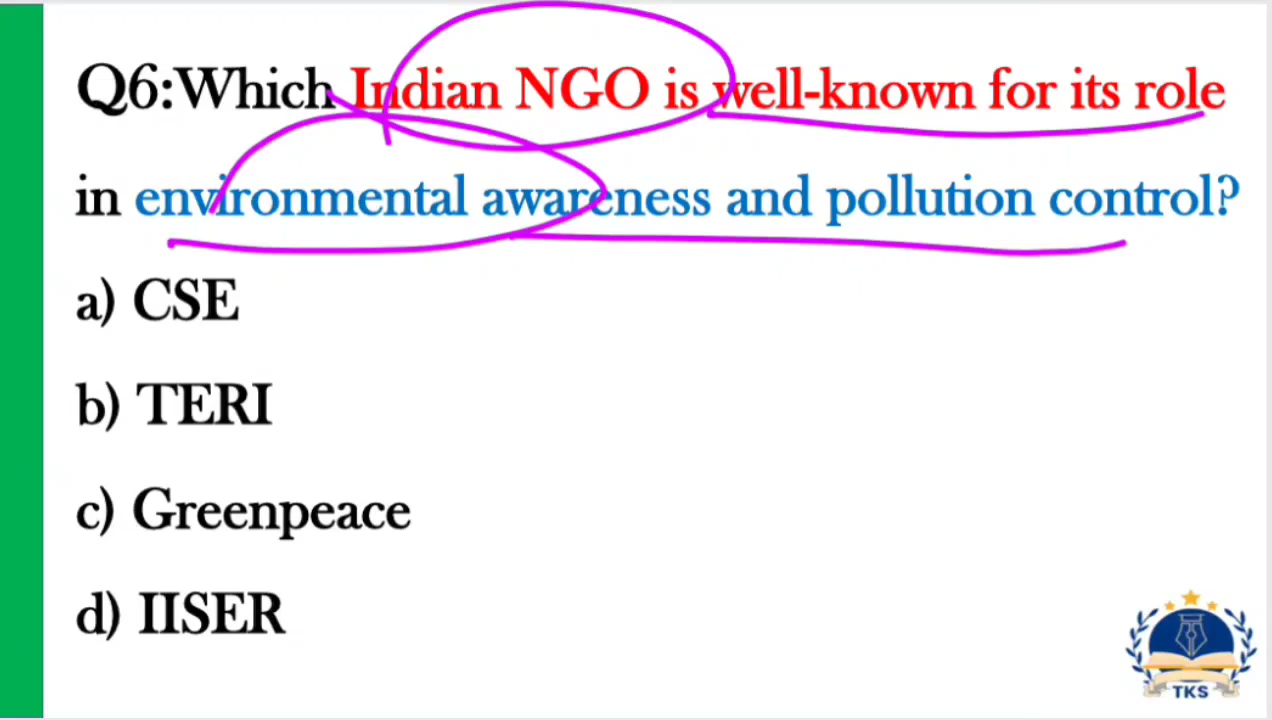 Q6:Which Indian NGO is well-known for its role
in environmental awareness and pollution control?
a) CSE
b) TERI
c) Greenpeace
d) IISER
TKS